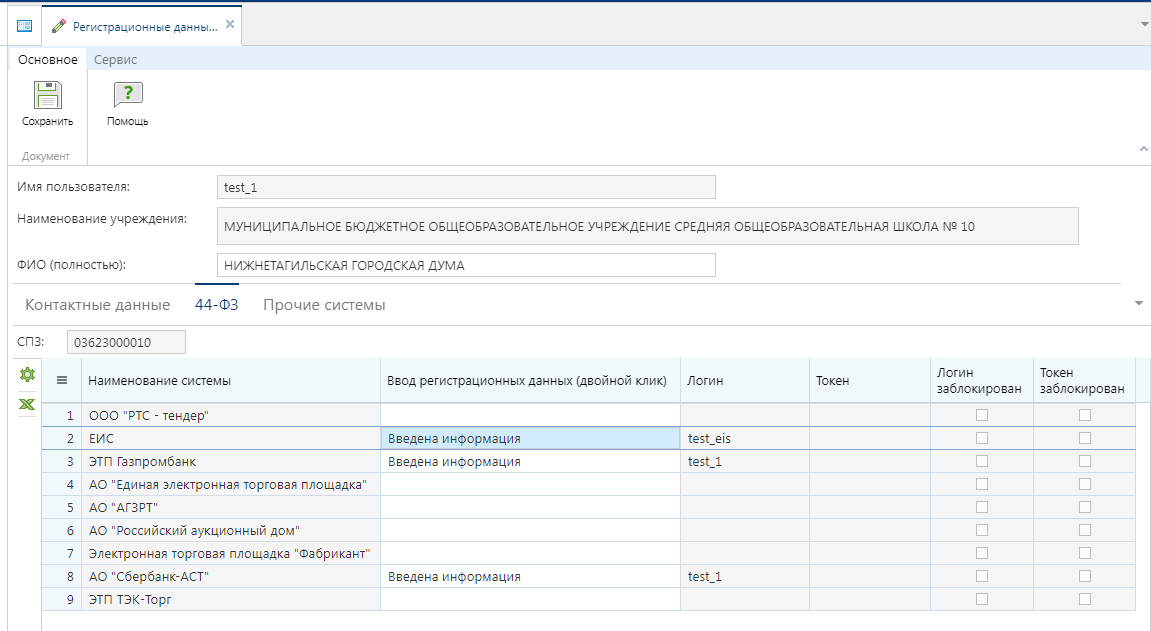 Регистрационные данны...
Основное Сервис
Сохранить Помощь
Документ
Имя пользователя: test_1
Наименование учреждения: МУНИЦИПАЛЬНОЕ БЮДЖЕТНОЕ ОБЩЕОБРАЗОВАТЕЛЬНОЕ УЧРЕЖДЕНИЕ СРЕДНЯЯ ОБЩЕОБРАЗОВАТЕЛЬНАЯ ШКОЛА № 10
ФИО (полностью): НИЖНЕТАГИЛЬСКАЯ ГОРОДСКАЯ ДУМА
Контактные данные 44-ФЗ Прочие системы
СПЗ: 03623000010
Наименование системы Ввод регистрационных данных (двойной клик) Логин Токен Логин заблокирован Токен заблокирован
1 ООО "РТС - тендер"
2 ЕИС Введена информация test_eis
3 ЭТП Газпромбанк Введена информация test_1
4 АО "Единая электронная торговая площадка"
5 АО "АГЗРТ"
6 АО "Российский аукционный дом"
7 Электронная торговая площадка "Фабрикант"
8 АО "Сбербанк-АСТ" Введена информация test_1
9 ЭТП ТЭК-Торг